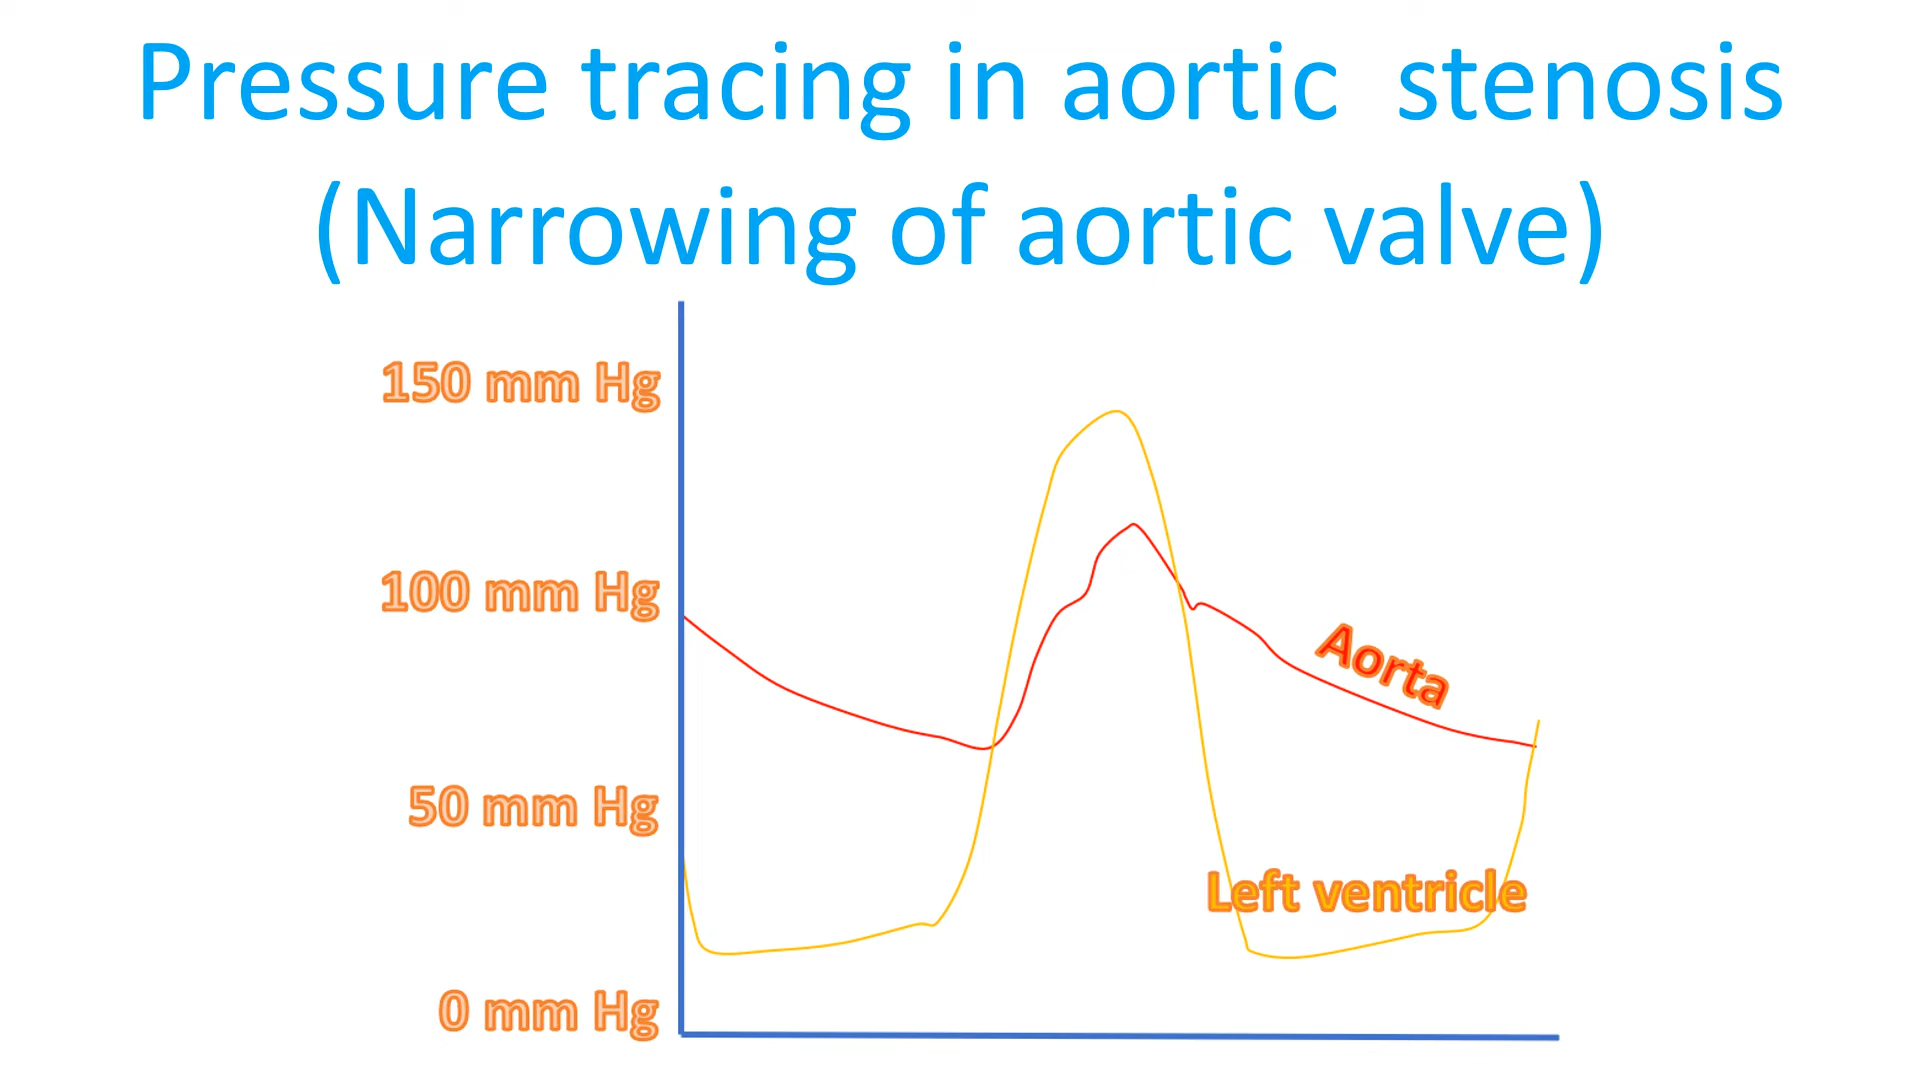 Pressure tracing in aortic  stenosis
(Narrowing of aortic valve)
150 mm Hg
100 mm Hg
Aorta
50 mm Hg
Left ventricle
0 mm Hg